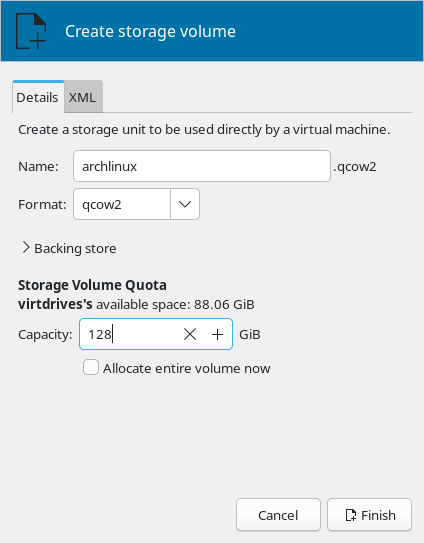 Create storage volume
Details XML
Create a storage unit to be used directly by a virtual machine.
Name: archlinux .qcow2
Format: qcow2
Backing store
Storage Volume Quota
virtdrives's available space: 88.06 GiB
Capacity: 128 GiB
Allocate entire volume now
Cancel Finish